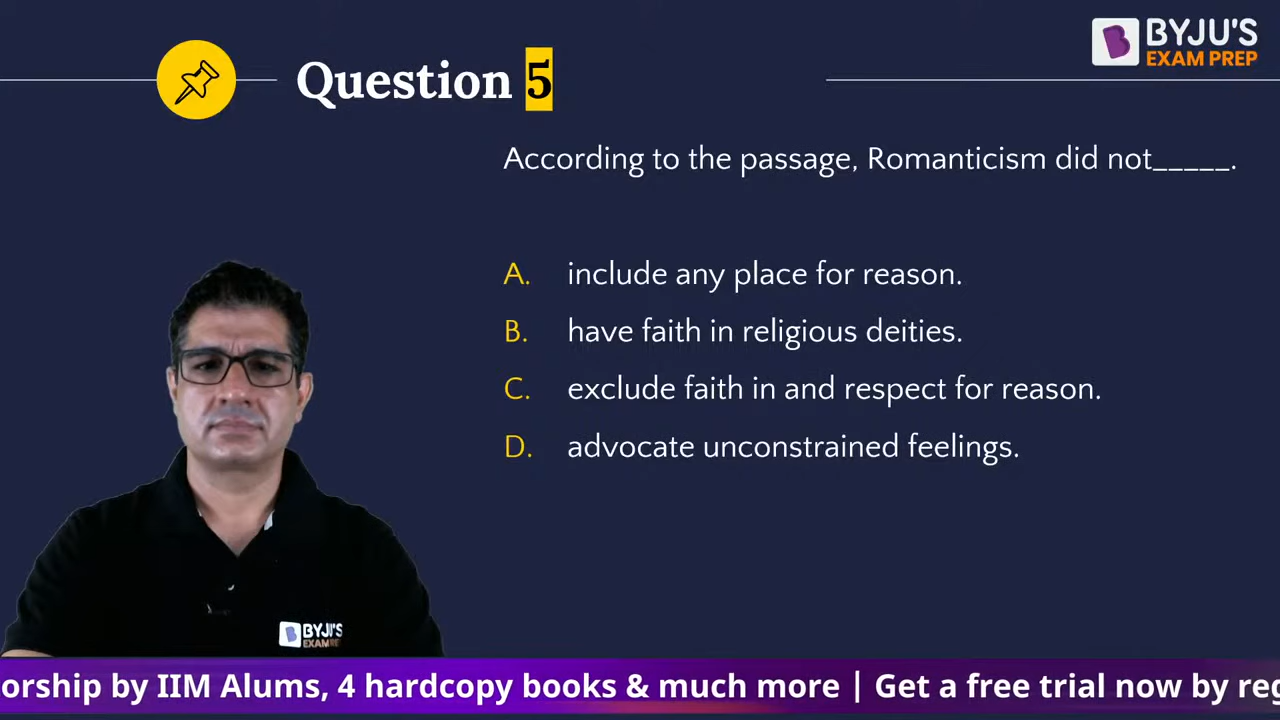 BYJU'S
EXAM PREP
Question 5
According to the passage, Romanticism did not_____.
A. include any place for reason.
B. have faith in religious deities.
C. exclude faith in and respect for reason.
D. advocate unconstrained feelings.
BYJU'S
EXAM PREP
orship by IIM Alums, 4 hardcopy books & much more | Get a free trial now by reg